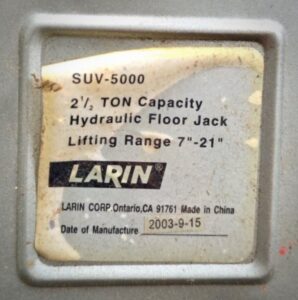 SUV-5000
2 1/2 TON Capacity
Hydraulic Floor Jack
Lifting Range 7"-21"
LARIN®
LARIN CORP.Ontario,CA 91761 Made in China
Date of Manufacture 2003-9-15